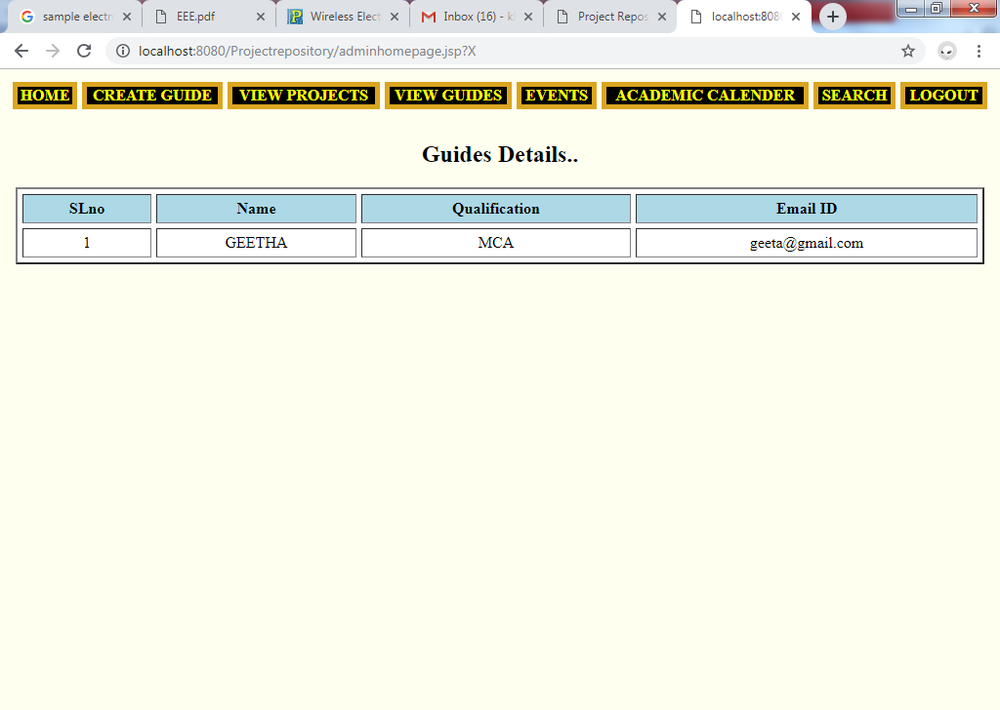 sample electr
EEE.pdf
Wireless Elect
Inbox (16) - k
Project Repos
localhost:808
localhost:8080/Projectrepository/adminhomepage.jsp?X
HOME CREATE GUIDE VIEW PROJECTS VIEW GUIDES EVENTS ACADEMIC CALENDER SEARCH LOGOUT
Guides Details..
SLno Name Qualification Email ID
1 GEETHA MCA geeta@gmail.com